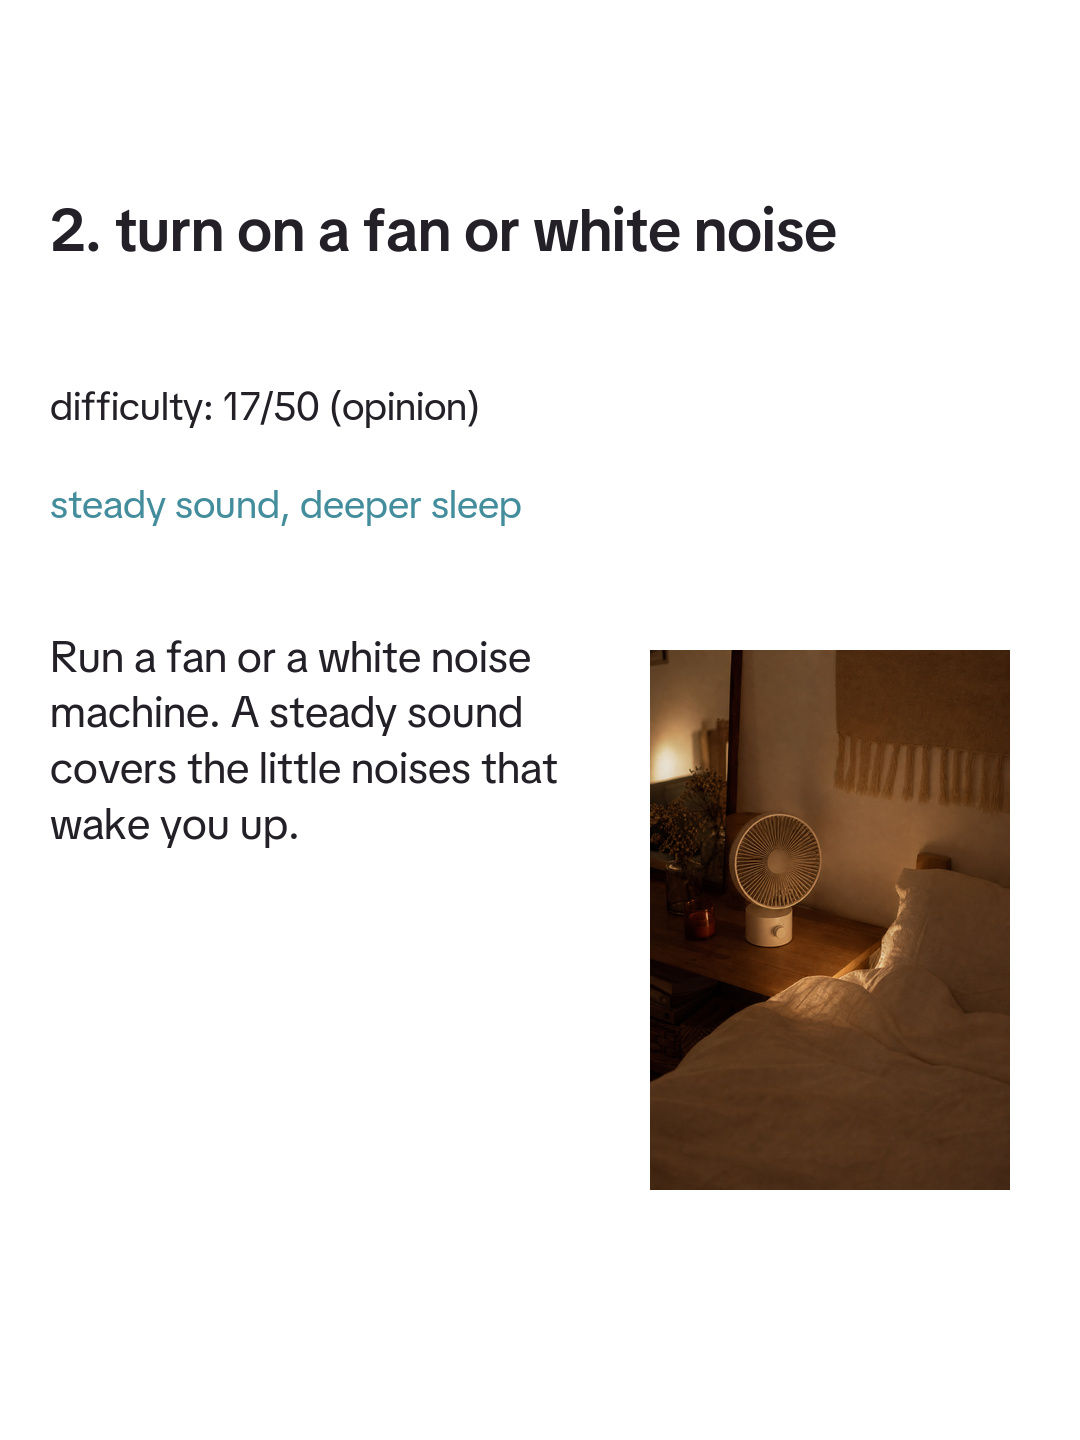 2. turn on a fan or white noise
difficulty: 17/50 (opinion)
steady sound, deeper sleep
Run a fan or a white noise
machine. A steady sound
covers the little noises that
wake you up.